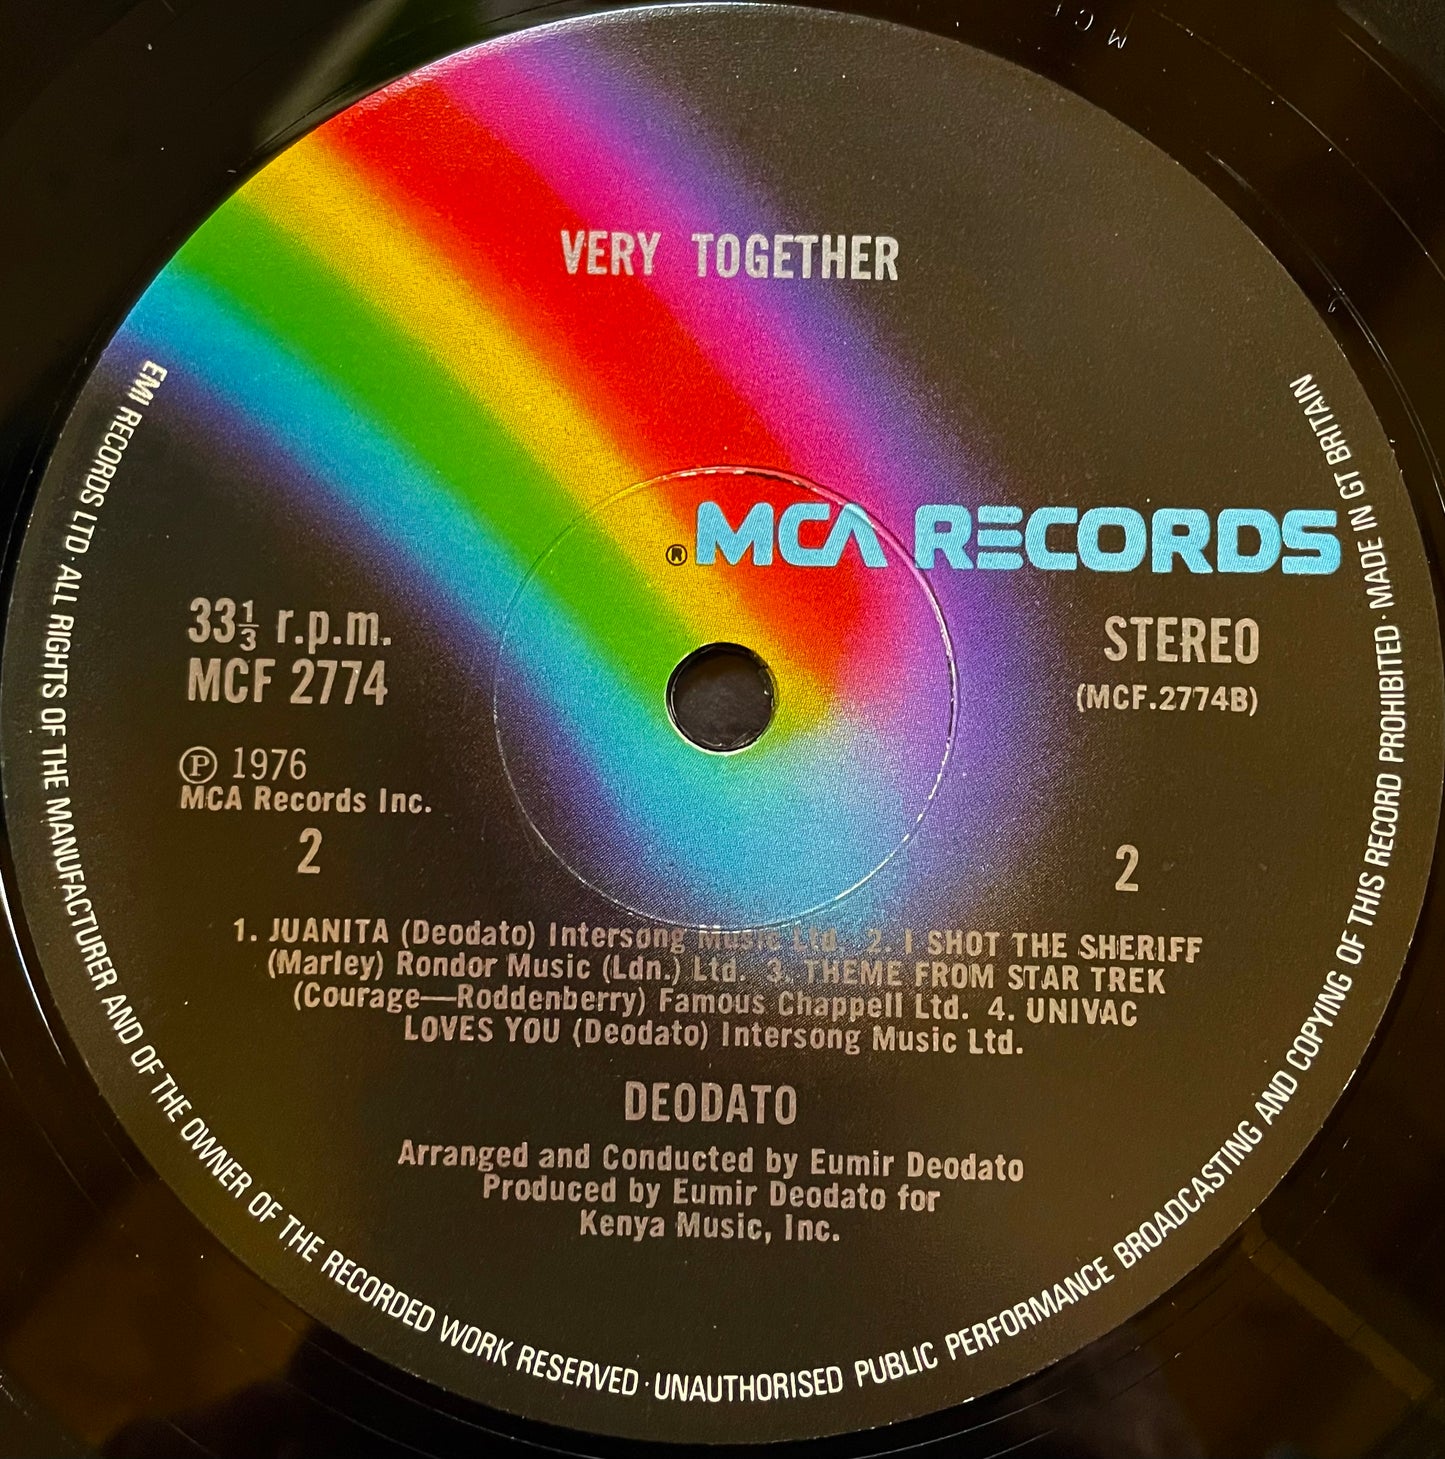 VERY TOGETHER
® MCA RECORDS
33⅓ r.p.m.
MCF 2774
STEREO
(MCF.2774B)
Ⓟ 1976
MCA Records Inc.
2
2
1. JUANITA (Deodato) Intersong Music Ltd. 2. I SHOT THE SHERIFF
(Marley) Rondor Music (Ldn.) Ltd. 3. THEME FROM STAR TREK
(Courage—Roddenberry) Famous Chappell Ltd. 4. UNIVAC
LOVES YOU (Deodato) Intersong Music Ltd.
DEODATO
Arranged and Conducted by Eumir Deodato
Produced by Eumir Deodato for
Kenya Music, Inc.
EMI RECORDS LTD · ALL RIGHTS OF THE MANUFACTURER AND OF THE OWNER OF THE RECORDED WORK RESERVED · UNAUTHORISED PUBLIC PERFORMANCE BROADCASTING AND COPYING OF THIS RECORD PROHIBITED · MADE IN GT BRITAIN